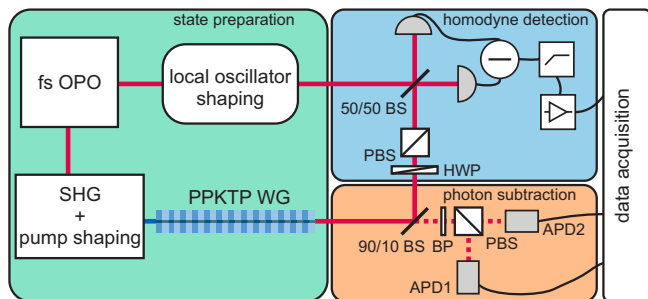 state preparation
homodyne detection
fs OPO
local oscillator
shaping
50/50 BS
PBS
HWP
SHG
+
pump shaping
PPKTP WG
photon subtraction
90/10 BS
BP
PBS
APD2
APD1
data acquisition